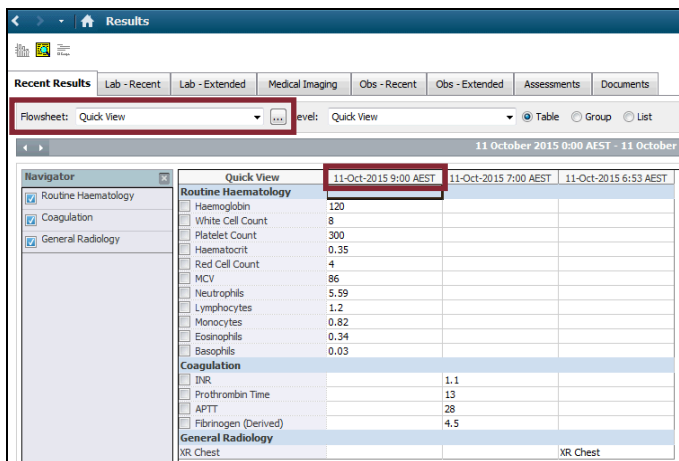 Results
Recent Results Lab - Recent Lab - Extended Medical Imaging Obs - Recent Obs - Extended Assessments Documents
Flowsheet: Quick View ... evel: Quick View Table Group List
11 October 2015 0:00 AEST - 11 October
Navigator
Routine Haematology
Coagulation
General Radiology
Quick View 11-Oct-2015 9:00 AEST 11-Oct-2015 7:00 AEST 11-Oct-2015 6:53 AEST
Routine Haematology
Haemoglobin 120
White Cell Count 8
Platelet Count 300
Haematocrit 0.35
Red Cell Count 4
MCV 86
Neutrophils 5.59
Lymphocytes 1.2
Monocytes 0.82
Eosinophils 0.34
Basophils 0.03
Coagulation
INR 1.1
Prothrombin Time 13
APTT 28
Fibrinogen (Derived) 4.5
General Radiology
XR Chest XR Chest